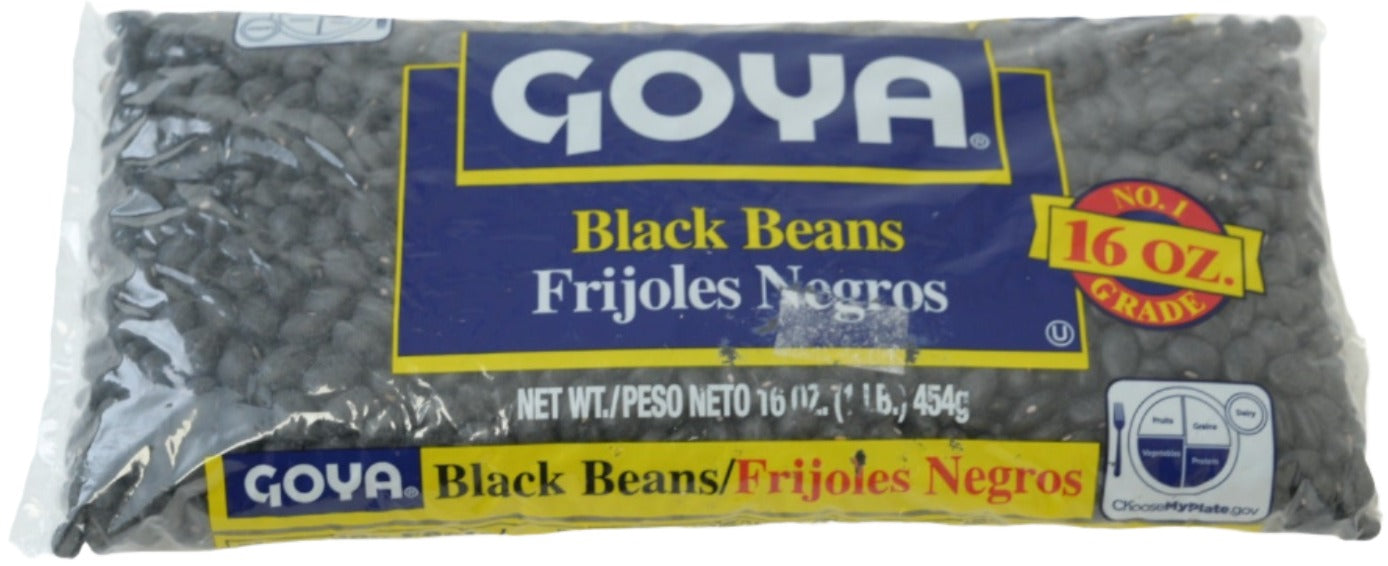 GOYA®
Black Beans
Frijoles Negros
NO. 1
16 OZ.
GRADE
U
NET WT./PESO NETO 16 OZ. (1 LB.) 454g
GOYA® Black Beans/Frijoles Negros
Fruits
Grains
Dairy
Vegetables
Protein
ChooseMyPlate.gov